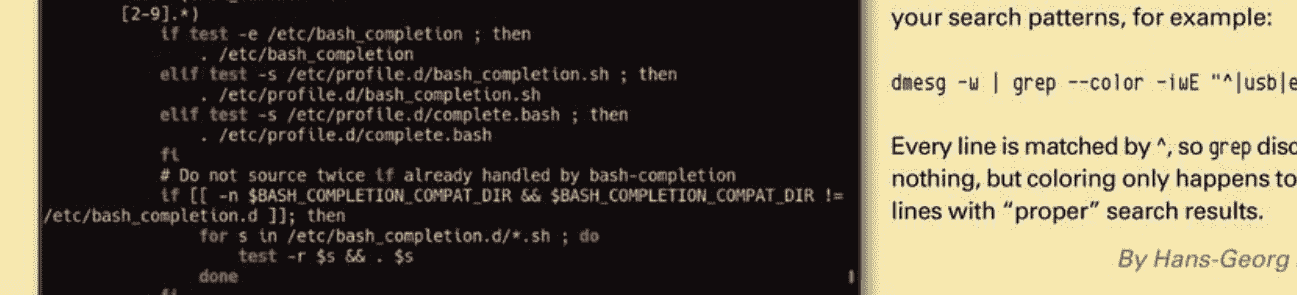 [2-9].*)
if test -e /etc/bash_completion ; then
. /etc/bash_completion
elif test -s /etc/profile.d/bash_completion.sh ; then
. /etc/profile.d/bash_completion.sh
elif test -s /etc/profile.d/complete.bash ; then
. /etc/profile.d/complete.bash
fi
# Do not source twice if already handled by bash-completion
if [[ -n $BASH_COMPLETION_COMPAT_DIR && $BASH_COMPLETION_COMPAT_DIR !=
/etc/bash_completion.d ]]; then
for s in /etc/bash_completion.d/*.sh ; do
test -r $s && . $s
done
your search patterns, for example:
dmesg -w | grep --color -iwE "^|usb|e
Every line is matched by ^, so grep disc
nothing, but coloring only happens to
lines with “proper” search results.
By Hans-Georg